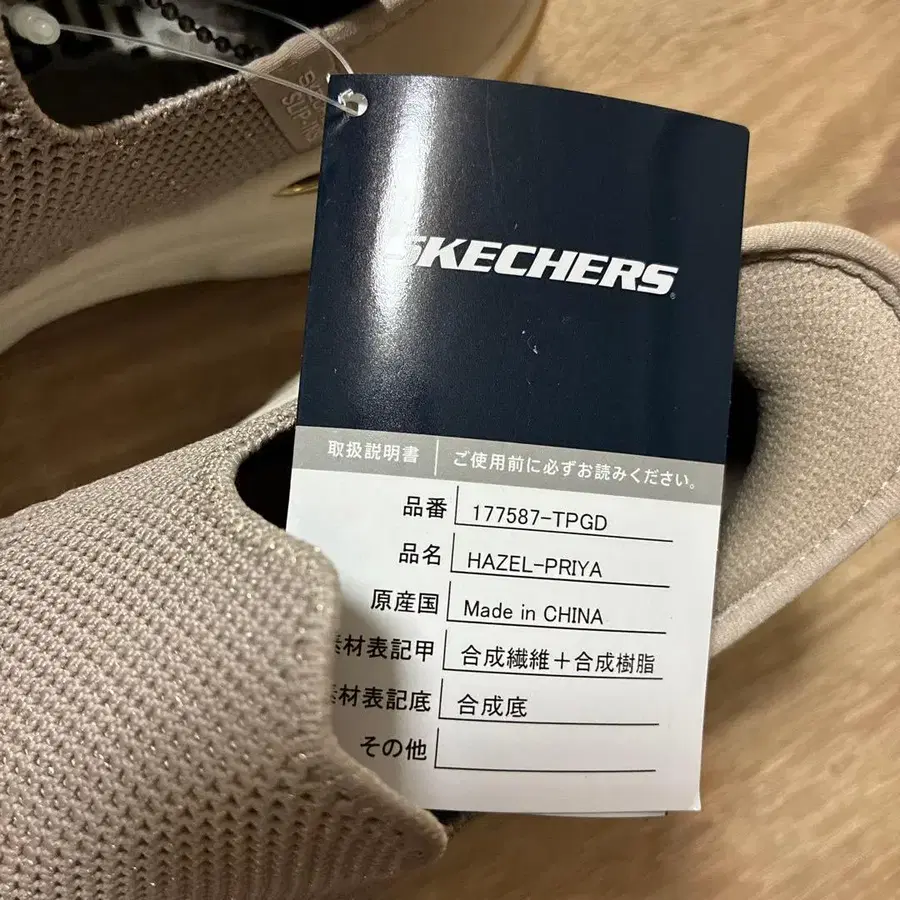 SKECHERS
取扱説明書 ご使用前に必ずお読みください。
品番 177587-TPGD
品名 HAZEL-PRIYA
原産国 Made in CHINA
材表記甲 合成繊維＋合成樹脂
材表記底 合成底
その他